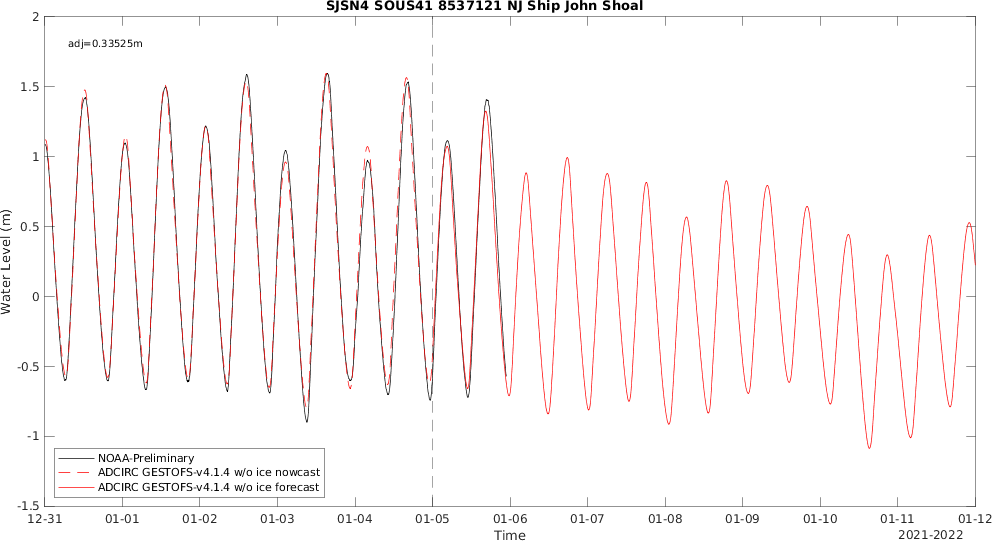 SJSN4 SOUS41 8537121 NJ Ship John Shoal
adj=0.33525m
2
1.5
1
0.5
0
-0.5
-1
-1.5
Water Level (m)
NOAA-Preliminary
ADCIRC GESTOFS-v4.1.4 w/o ice nowcast
ADCIRC GESTOFS-v4.1.4 w/o ice forecast
12-31 01-01 01-02 01-03 01-04 01-05 01-06 01-07 01-08 01-09 01-10 01-11 01-12
Time
2021-2022